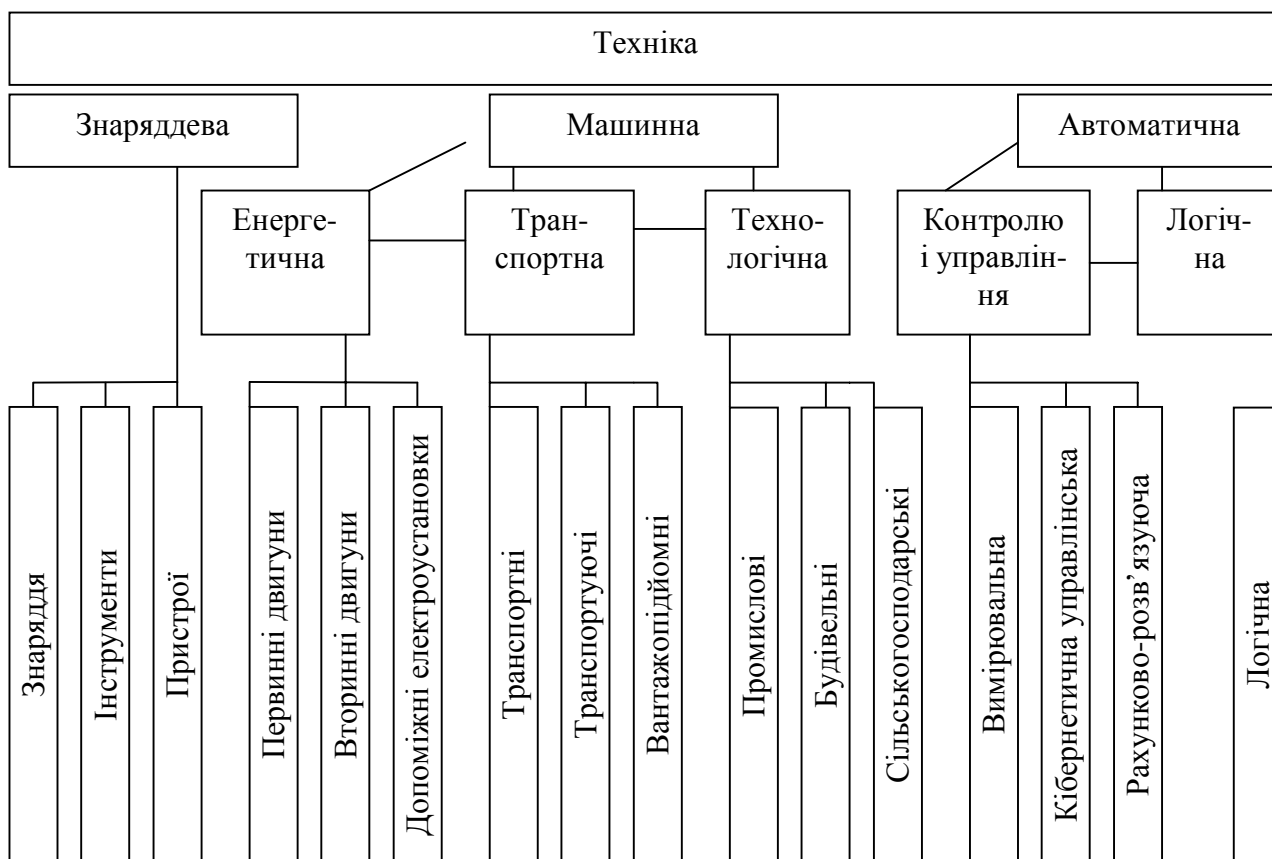 Техніка
Знаряддева
Машинна
Автоматична
Енерге-
тична
Тран-
спортна
Техно-
логічна
Контролю
і управлін-
ня
Логіч-
на
Знаряддя
Інструменти
Пристрої
Первинні двигуни
Вторинні двигуни
Допоміжні електроустановки
Транспортні
Транспортуючі
Вантажопідйомні
Промислові
Будівельні
Сільськогосподарські
Вимірювальна
Кібернетична управлінська
Рахунково-розв’язуюча
Логічна